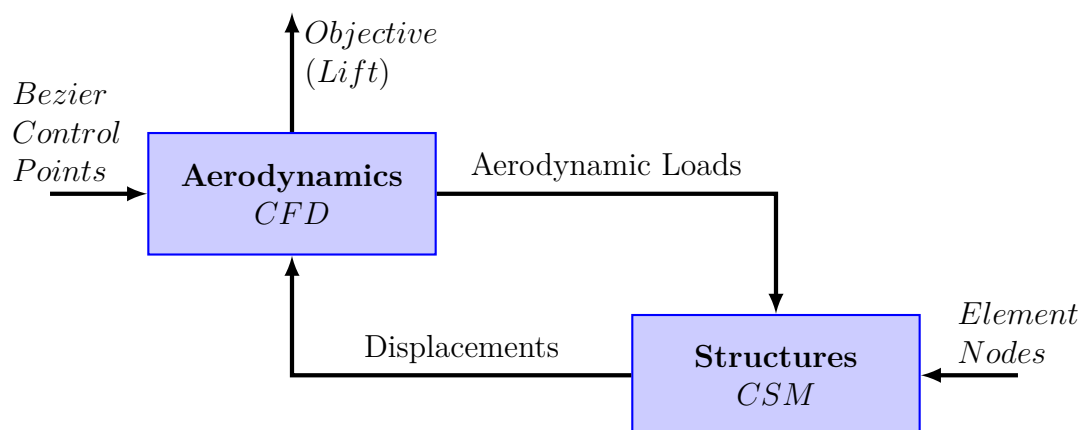 Objective
(Lift)
Bezier
Control
Points
Aerodynamics
CFD
Aerodynamic Loads
Displacements
Structures
CSM
Element
Nodes